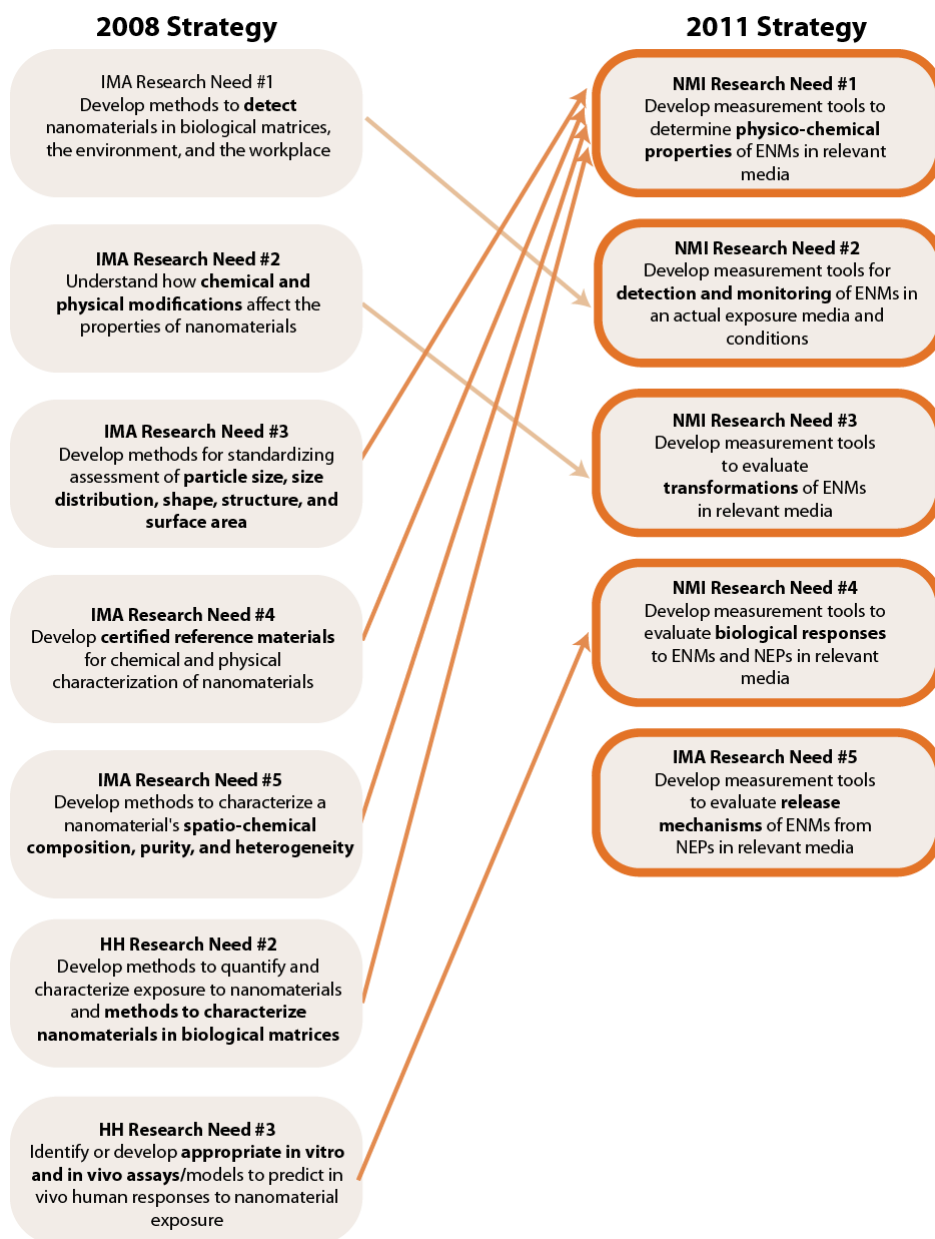 2008 Strategy
IMA Research Need #1
Develop methods to detect
nanomaterials in biological matrices,
the environment, and the workplace
IMA Research Need #2
Understand how chemical and
physical modifications affect the
properties of nanomaterials
IMA Research Need #3
Develop methods for standardizing
assessment of particle size, size
distribution, shape, structure, and
surface area
IMA Research Need #4
Develop certified reference materials
for chemical and physical
characterization of nanomaterials
IMA Research Need #5
Develop methods to characterize a
nanomaterial's spatio-chemical
composition, purity, and heterogeneity
HH Research Need #2
Develop methods to quantify and
characterize exposure to nanomaterials
and methods to characterize
nanomaterials in biological matrices
HH Research Need #3
Identify or develop appropriate in vitro
and in vivo assays/models to predict in
vivo human responses to nanomaterial
exposure
2011 Strategy
NMI Research Need #1
Develop measurement tools to
determine physico-chemical
properties of ENMs in relevant
media
NMI Research Need #2
Develop measurement tools for
detection and monitoring of ENMs in
an actual exposure media and
conditions
NMI Research Need #3
Develop measurement tools
to evaluate
transformations of ENMs
in relevant media
NMI Research Need #4
Develop measurement tools to
evaluate biological responses
to ENMs and NEPs in relevant
media
IMA Research Need #5
Develop measurement tools
to evaluate release
mechanisms of ENMs from
NEPs in relevant media